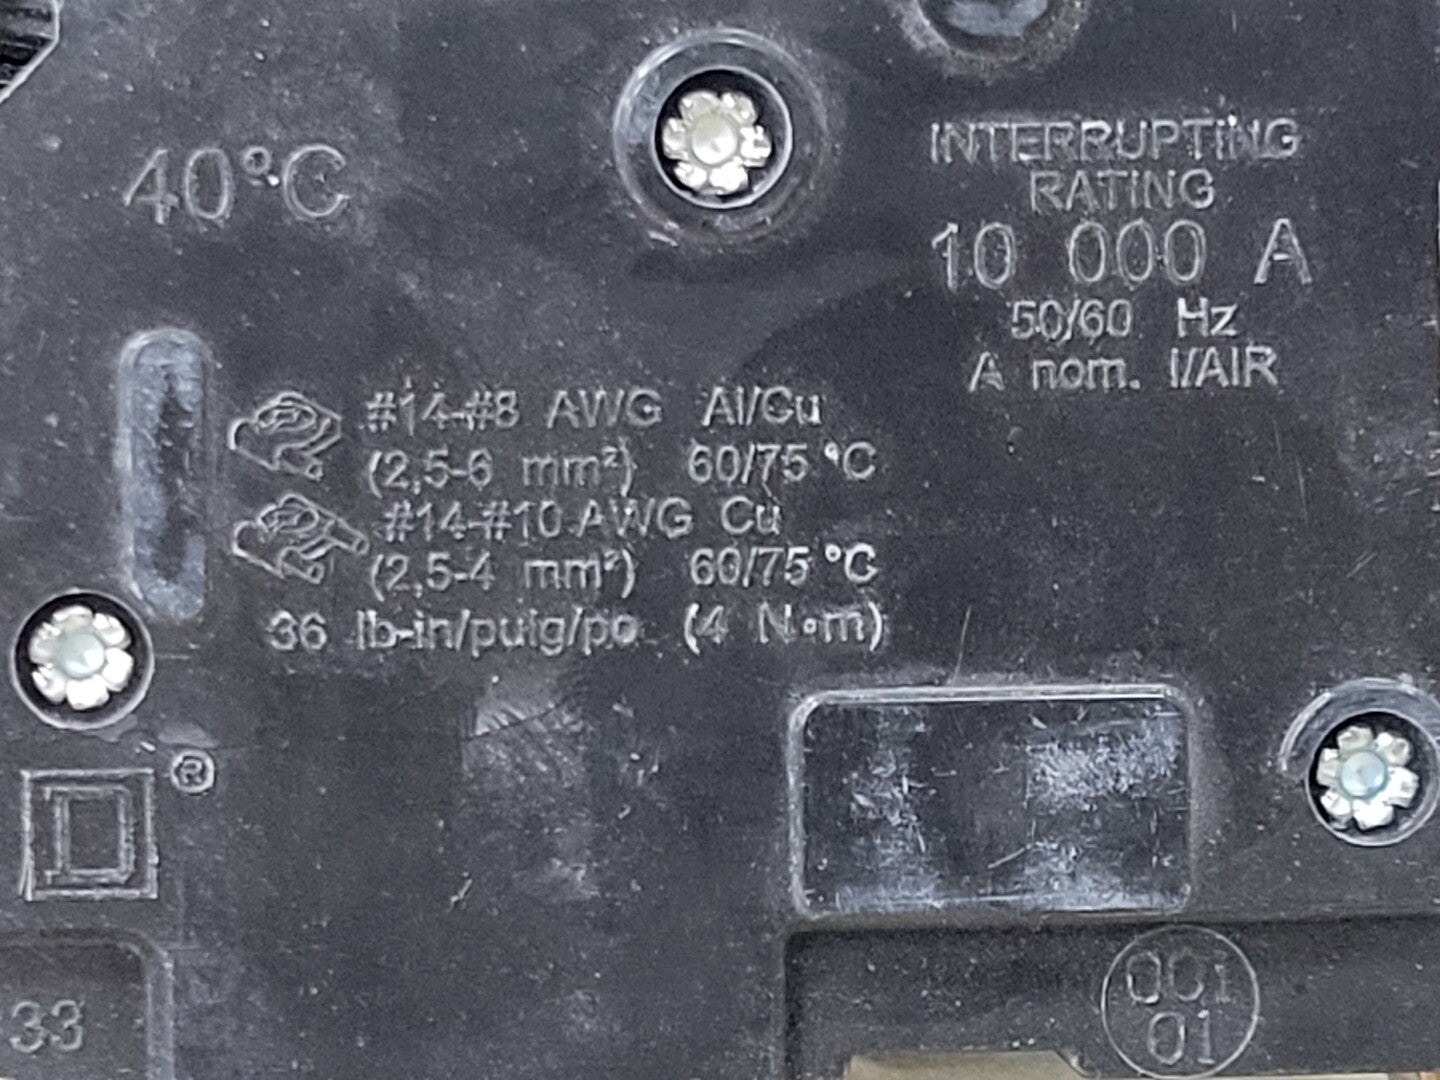 40°C
INTERRUPTING
RATING
10 000 A
50/60 Hz
A nom. I/AIR
#14-#8 AWG Al/Cu
(2,5-6 mm²) 60/75 °C
#14-#10 AWG Cu
(2,5-4 mm²) 60/75 °C
36 lb-in/pulg/po (4 N•m)
D®
33
001
01